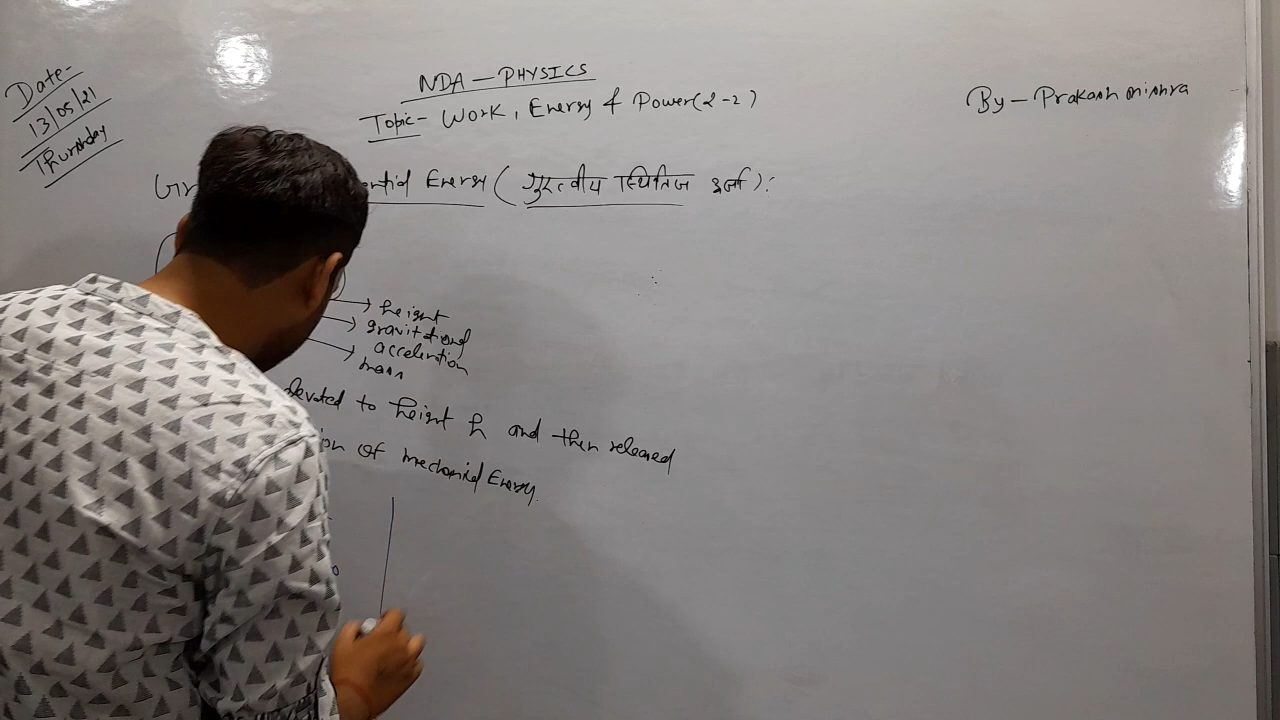 Date-
13/05/21
Thursday
NDA - PHYSICS
Topic- Work, Energy & Power(2-2)
By - Prakash mishra
Energy ( गुरुत्वीय स्थितिज ऊर्जा ):
height
gravitational
acceleration
mass
to height h and then released
of mechanical Energy.